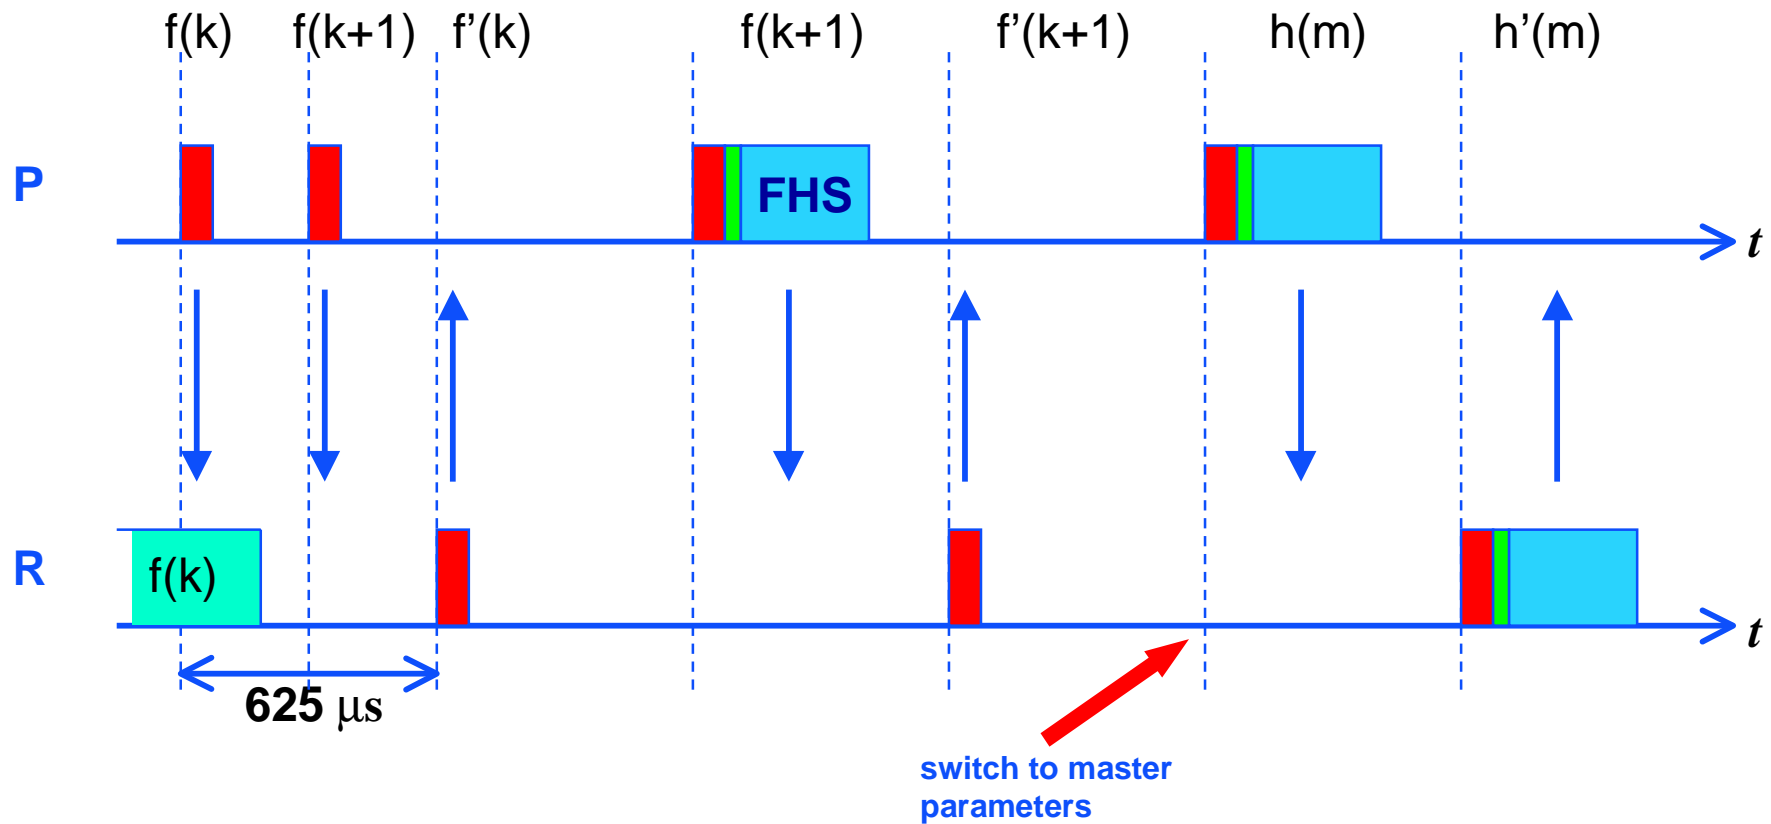 f(k) f(k+1) f’(k) f(k+1) f’(k+1) h(m) h’(m)
P
FHS
t
R
f(k)
t
625 μs
switch to master
parameters